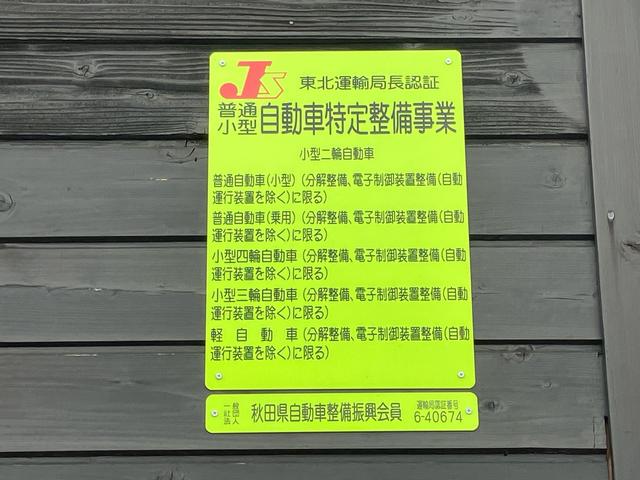 JS 東北運輸局長認証
普通
小型 自動車特定整備事業
小型二輪自動車
普通自動車(小型)(分解整備、電子制御装置整備(自動
運行装置を除く)に限る)
普通自動車(乗用)(分解整備、電子制御装置整備(自動
運行装置を除く)に限る)
小型四輪自動車(分解整備、電子制御装置整備(自動
運行装置を除く)に限る)
小型三輪自動車(分解整備、電子制御装置整備(自動
運行装置を除く)に限る)
軽自動車(分解整備、電子制御装置整備(自動
運行装置を除く)に限る)
一般社団法人 秋田県自動車整備振興会員 運輸局認証番号
6-40674